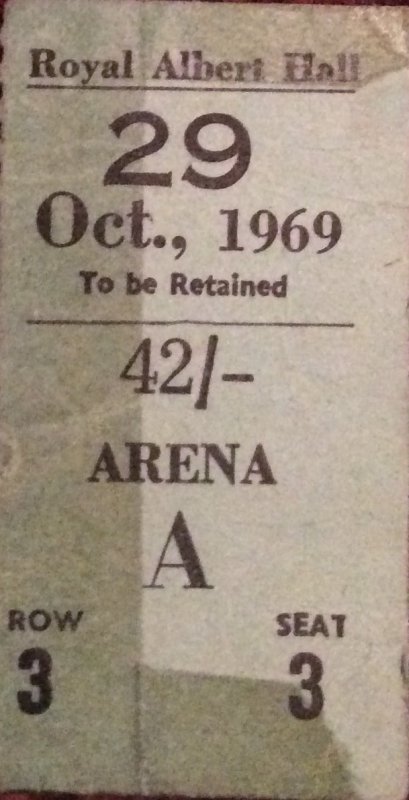 Royal Albert Hall
29
Oct., 1969
To be Retained
42/-
ARENA
A
ROW SEAT
3 3